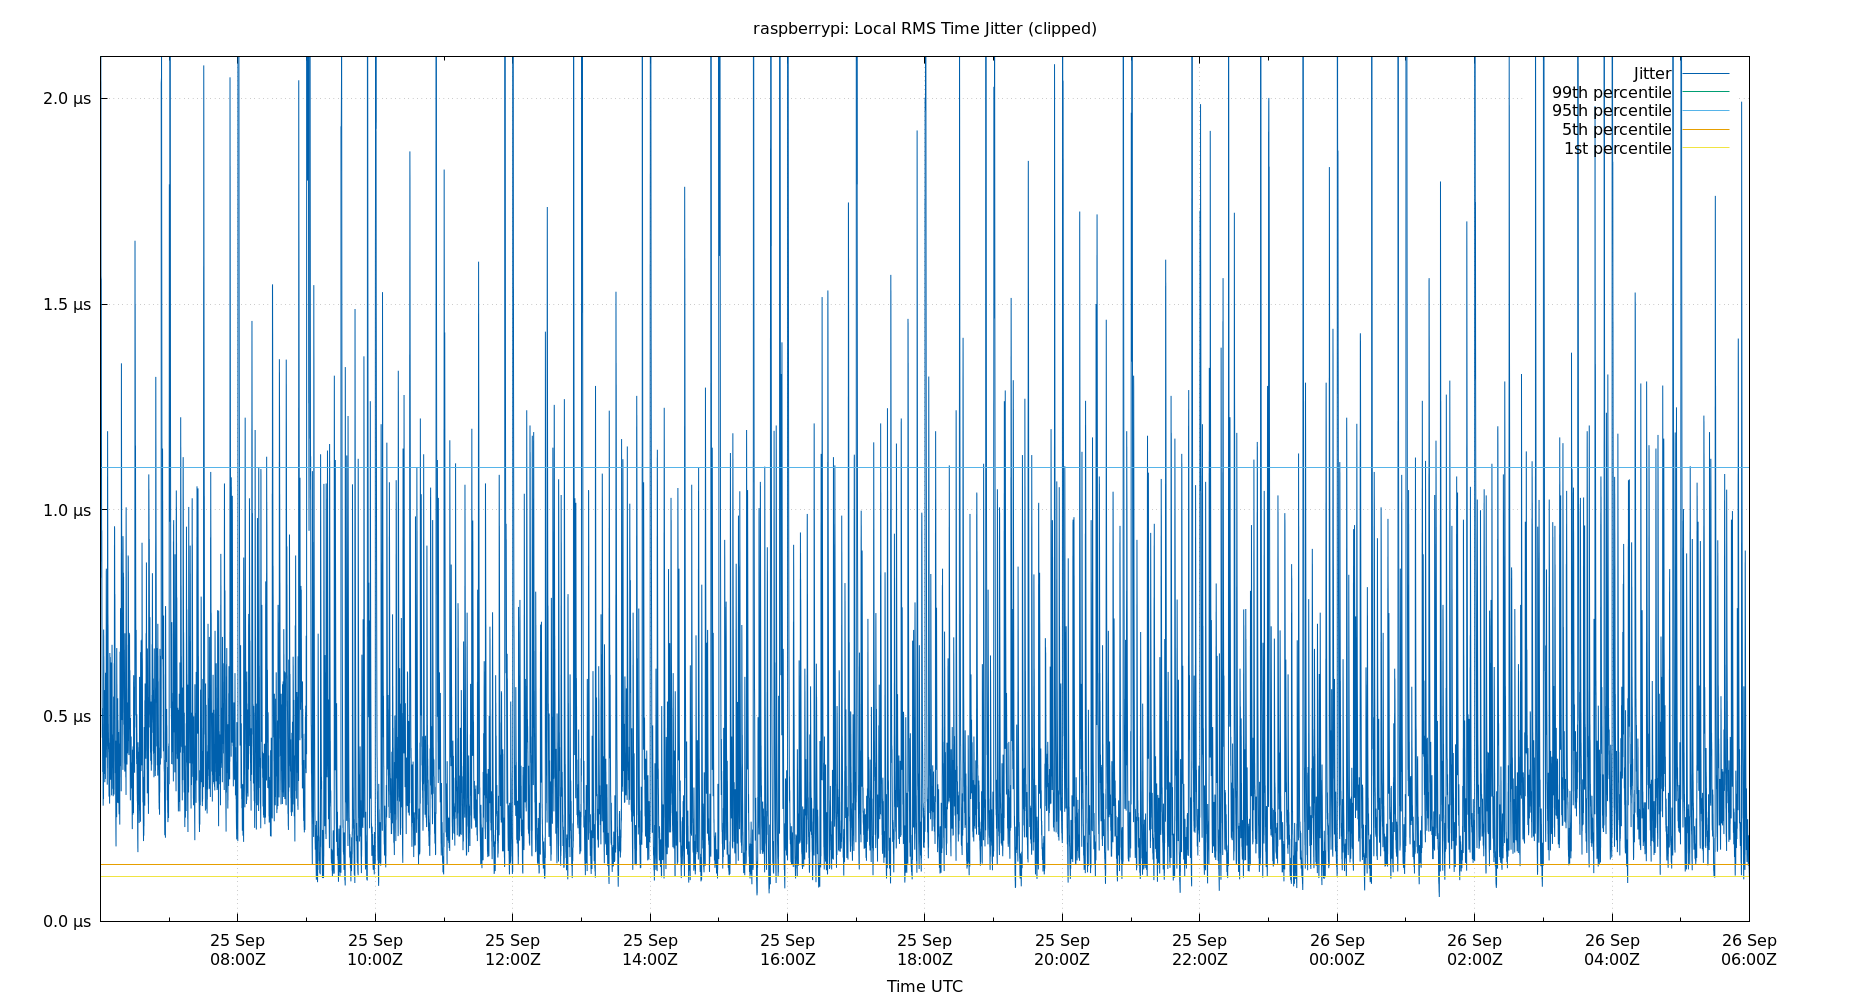 raspberrypi: Local RMS Time Jitter (clipped)
Jitter
99th percentile
95th percentile
5th percentile
1st percentile
2.0 µs
1.5 µs
1.0 µs
0.5 µs
0.0 µs
25 Sep 25 Sep 25 Sep 25 Sep 25 Sep 25 Sep 25 Sep 25 Sep 26 Sep 26 Sep 26 Sep 26 Sep
08:00Z 10:00Z 12:00Z 14:00Z 16:00Z 18:00Z 20:00Z 22:00Z 00:00Z 02:00Z 04:00Z 06:00Z
Time UTC